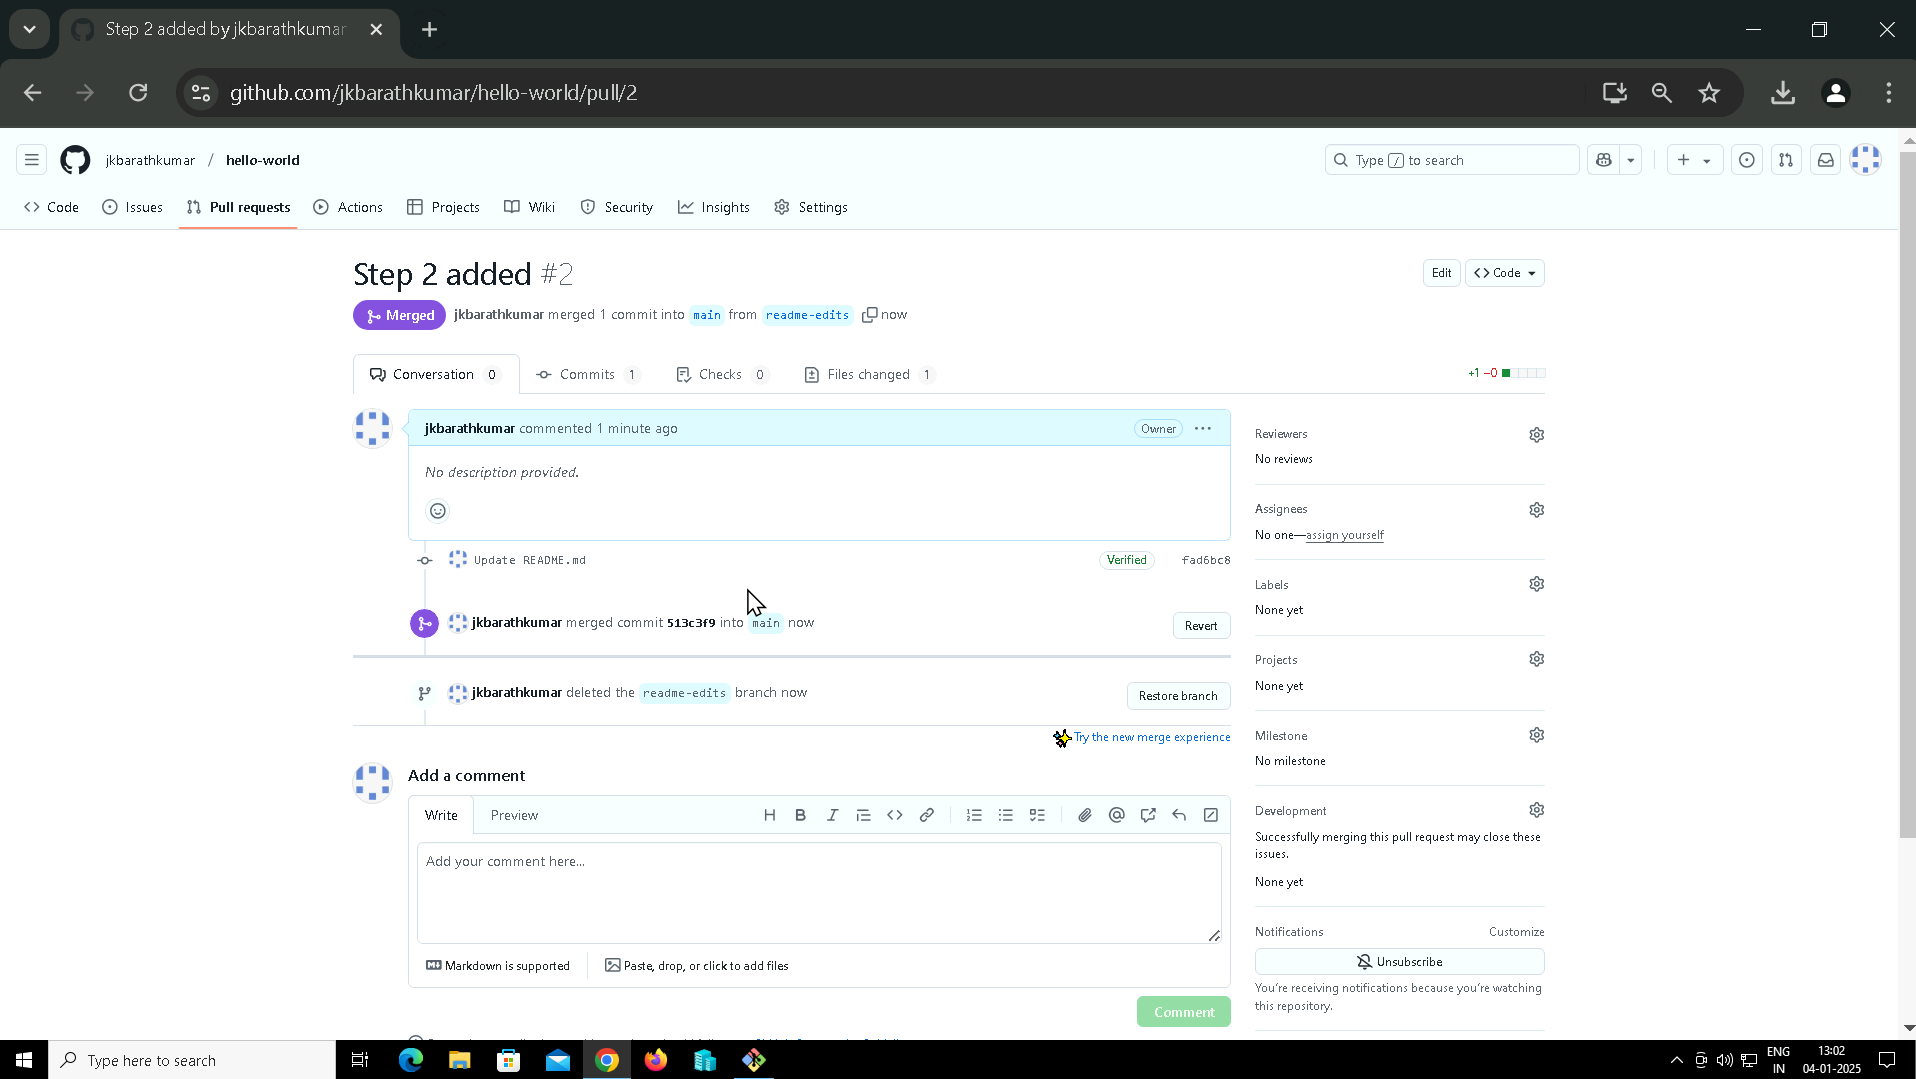 Step 2 added by jkbarathkumar
github.com/jkbarathkumar/hello-world/pull/2
jkbarathkumar / hello-world
Type / to search
Code
Issues
Pull requests
Actions
Projects
Wiki
Security
Insights
Settings
Step 2 added #2
Edit
Code
Merged jkbarathkumar merged 1 commit into main from readme-edits now
Conversation 0
Commits 1
Checks 0
Files changed 1
+1 −0
jkbarathkumar commented 1 minute ago
Owner
No description provided.
Update README.md
Verified
fad6bc8
jkbarathkumar merged commit 513c3f9 into main now
Revert
jkbarathkumar deleted the readme-edits branch now
Restore branch
Try the new merge experience
Add a comment
Write
Preview
Add your comment here...
Markdown is supported
Paste, drop, or click to add files
Comment
Reviewers
No reviews
Assignees
No one—assign yourself
Labels
None yet
Projects
None yet
Milestone
No milestone
Development
Successfully merging this pull request may close these
issues.
None yet
Notifications
Customize
Unsubscribe
You're receiving notifications because you're watching
this repository.
Type here to search
ENG
IN
13:02
04-01-2025